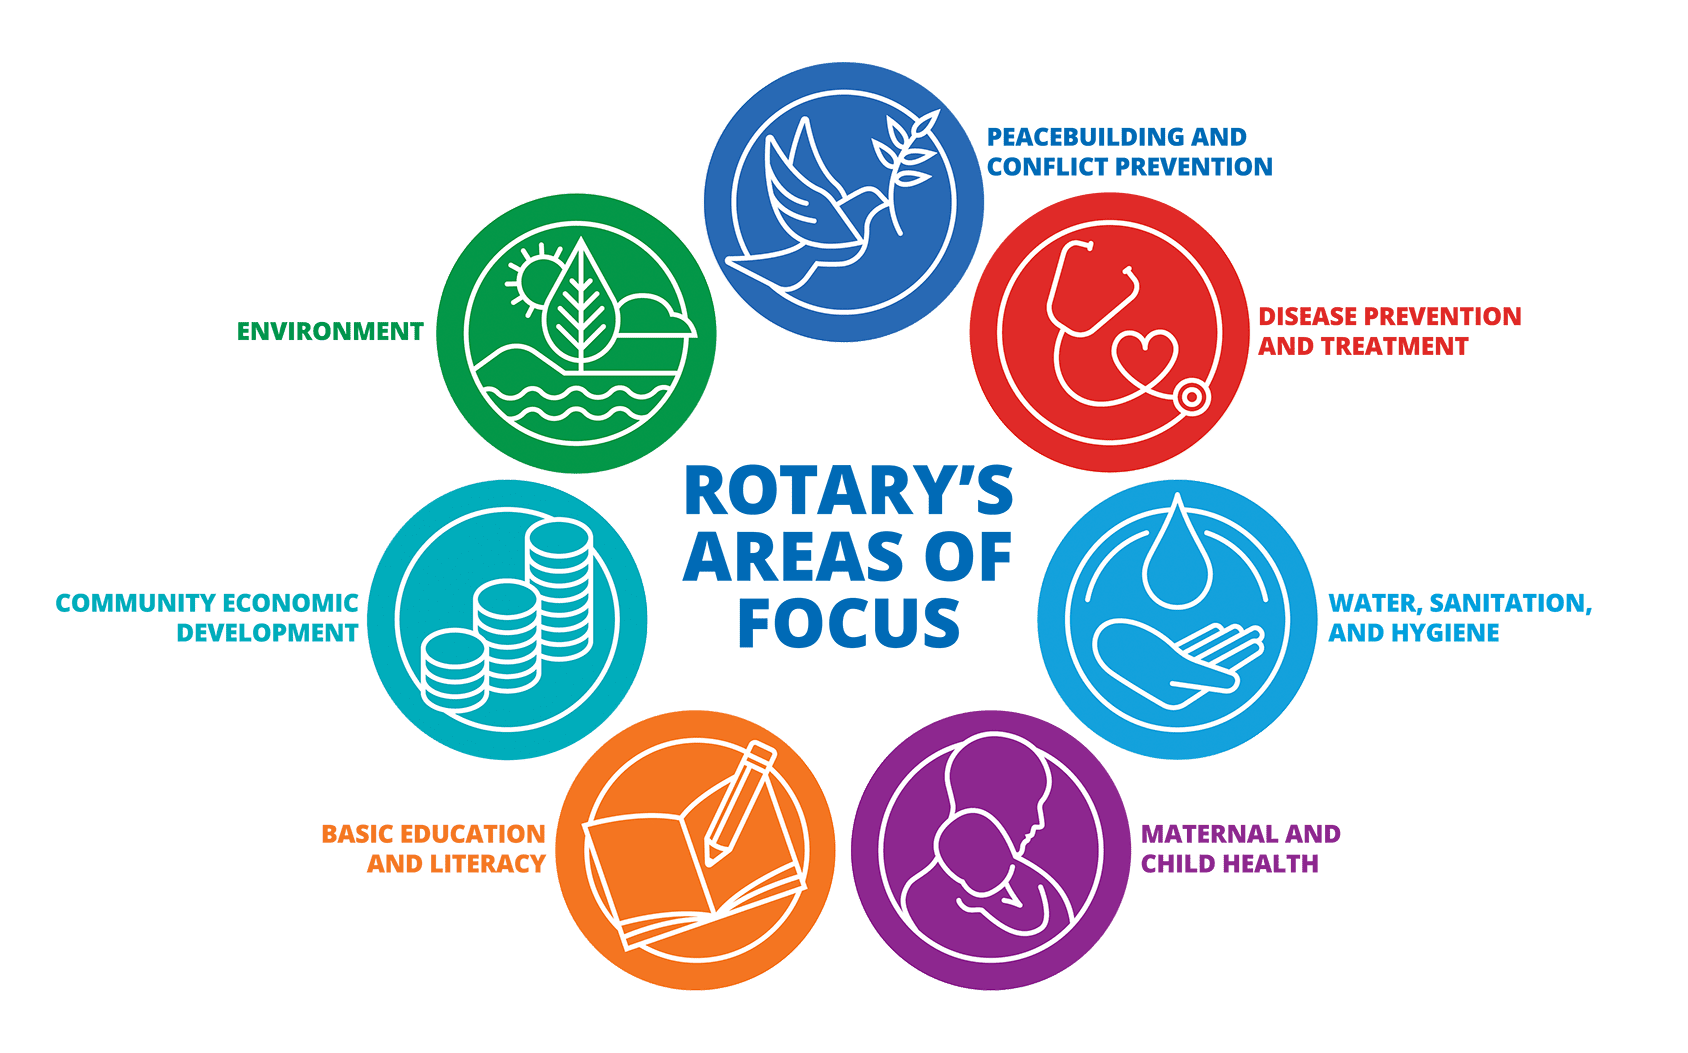 PEACEBUILDING AND
CONFLICT PREVENTION
DISEASE PREVENTION
AND TREATMENT
WATER, SANITATION,
AND HYGIENE
MATERNAL AND
CHILD HEALTH
BASIC EDUCATION
AND LITERACY
COMMUNITY ECONOMIC
DEVELOPMENT
ENVIRONMENT
ROTARY’S
AREAS OF
FOCUS